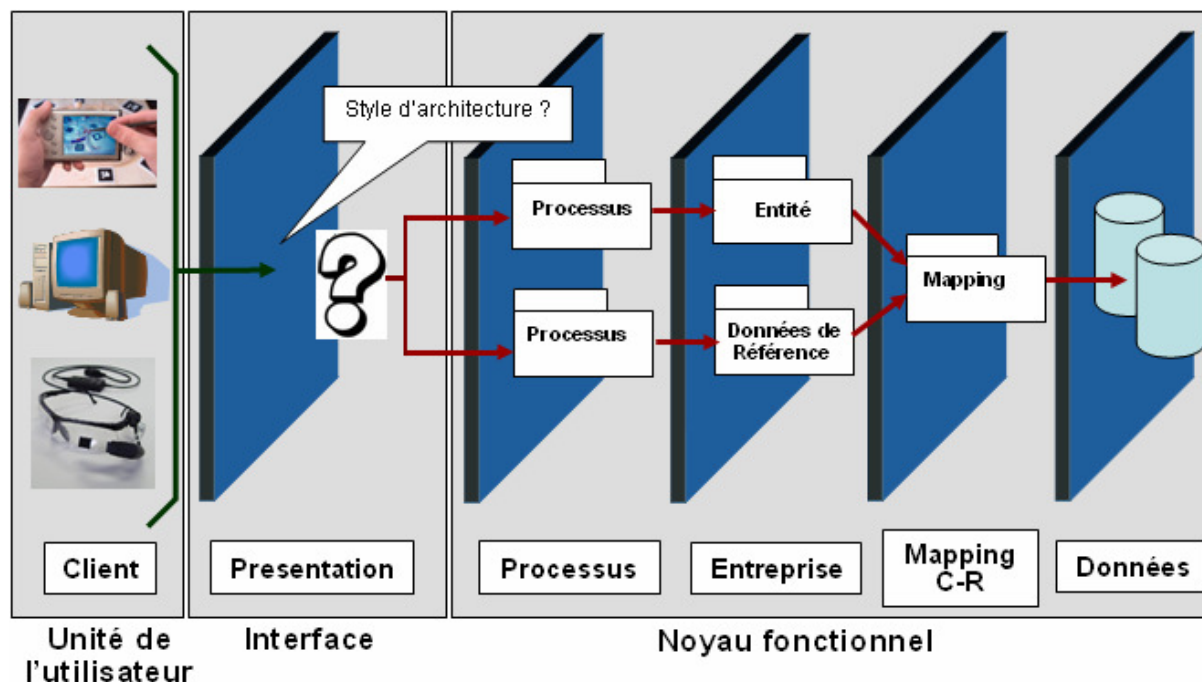 Style d'architecture ?
Processus
Entité
Mapping
Processus
Données de
Référence
Client
Presentation
Processus
Entreprise
Mapping
C-R
Données
Unité de
l'utilisateur
Interface
Noyau fonctionnel